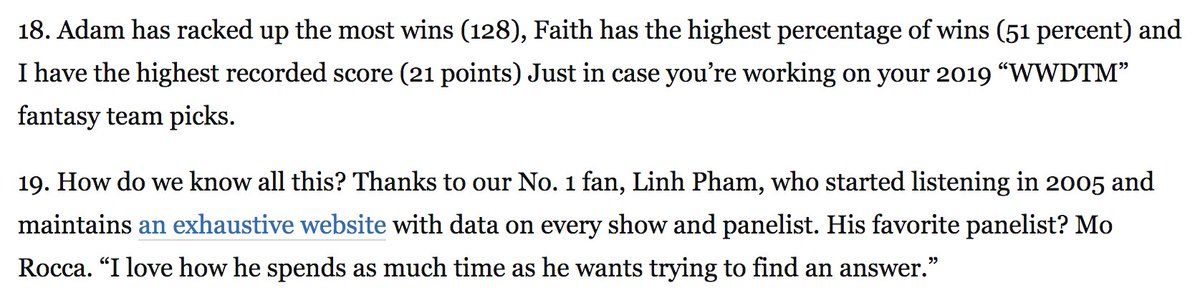 18. Adam has racked up the most wins (128), Faith has the highest percentage of wins (51 percent) and
I have the highest recorded score (21 points) Just in case you’re working on your 2019 “WWDTM”
fantasy team picks.
19. How do we know all this? Thanks to our No. 1 fan, Linh Pham, who started listening in 2005 and
maintains an exhaustive website with data on every show and panelist. His favorite panelist? Mo
Rocca. “I love how he spends as much time as he wants trying to find an answer.”